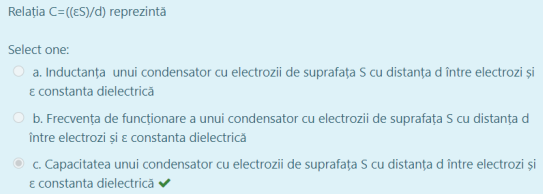 Relația C=((εS)/d) reprezintă
Select one:
a. Inductanța unui condensator cu electrozii de suprafața S cu distanța d între electrozi și
ε constanta dielectrică
b. Frecvența de funcționare a unui condensator cu electrozii de suprafața S cu distanța d
între electrozi și ε constanta dielectrică
c. Capacitatea unui condensator cu electrozii de suprafața S cu distanța d între electrozi și
ε constanta dielectrică ✔